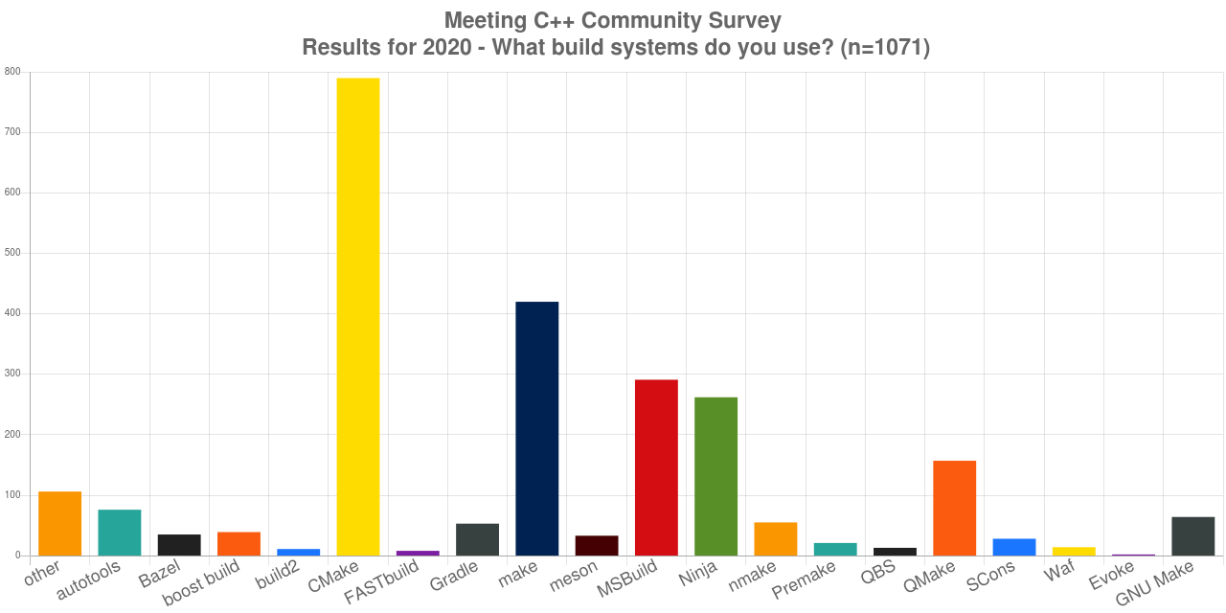 Meeting C++ Community Survey
Results for 2020 - What build systems do you use? (n=1071)
800
700
600
500
400
300
200
100
0
other
autotools
Bazel
boost build
build2
CMake
FASTbuild
Gradle
make
meson
MSBuild
Ninja
nmake
Premake
QBS
QMake
SCons
Waf
Evoke
GNU Make